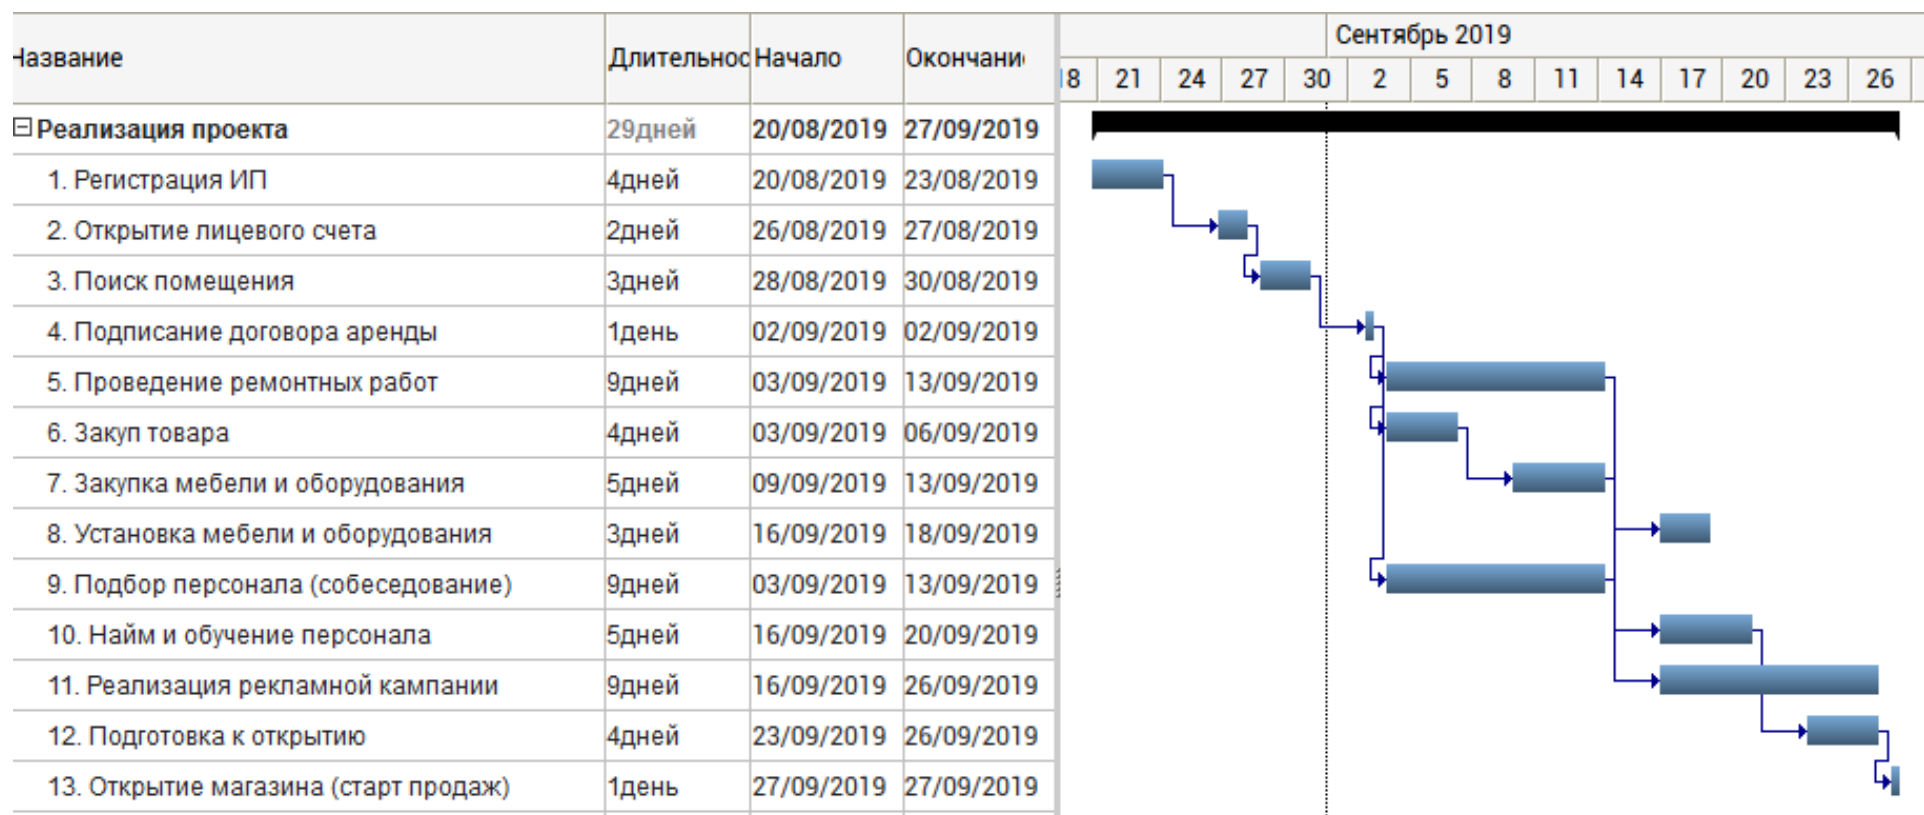 Название Длительнос Начало Окончани
Сентябрь 2019
18 21 24 27 30 2 5 8 11 14 17 20 23 26
Реализация проекта 29дней 20/08/2019 27/09/2019
1. Регистрация ИП 4дней 20/08/2019 23/08/2019
2. Открытие лицевого счета 2дней 26/08/2019 27/08/2019
3. Поиск помещения 3дней 28/08/2019 30/08/2019
4. Подписание договора аренды 1день 02/09/2019 02/09/2019
5. Проведение ремонтных работ 9дней 03/09/2019 13/09/2019
6. Закуп товара 4дней 03/09/2019 06/09/2019
7. Закупка мебели и оборудования 5дней 09/09/2019 13/09/2019
8. Установка мебели и оборудования 3дней 16/09/2019 18/09/2019
9. Подбор персонала (собеседование) 9дней 03/09/2019 13/09/2019
10. Найм и обучение персонала 5дней 16/09/2019 20/09/2019
11. Реализация рекламной кампании 9дней 16/09/2019 26/09/2019
12. Подготовка к открытию 4дней 23/09/2019 26/09/2019
13. Открытие магазина (старт продаж) 1день 27/09/2019 27/09/2019